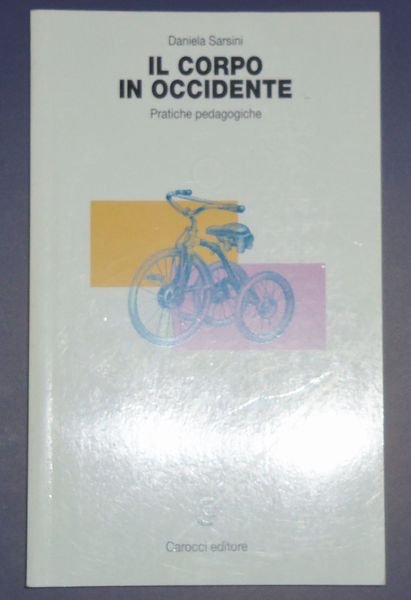 Daniela Sarsini
IL CORPO
IN OCCIDENTE
Pratiche pedagogiche
Carocci editore